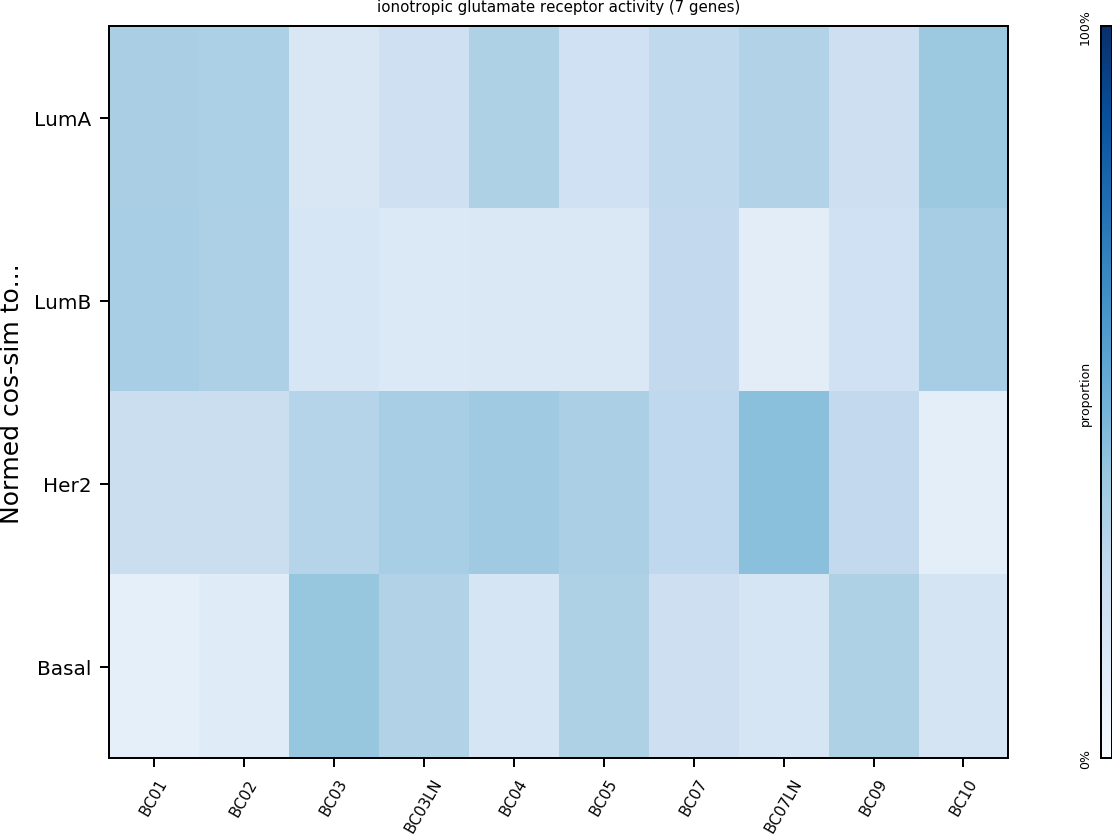 ionotropic glutamate receptor activity (7 genes)
100%
LumA
LumB
Her2
Basal
Normed cos-sim to...
proportion
0%
BC01
BC02
BC03
BC03LN
BC04
BC05
BC07
BC07LN
BC09
BC10